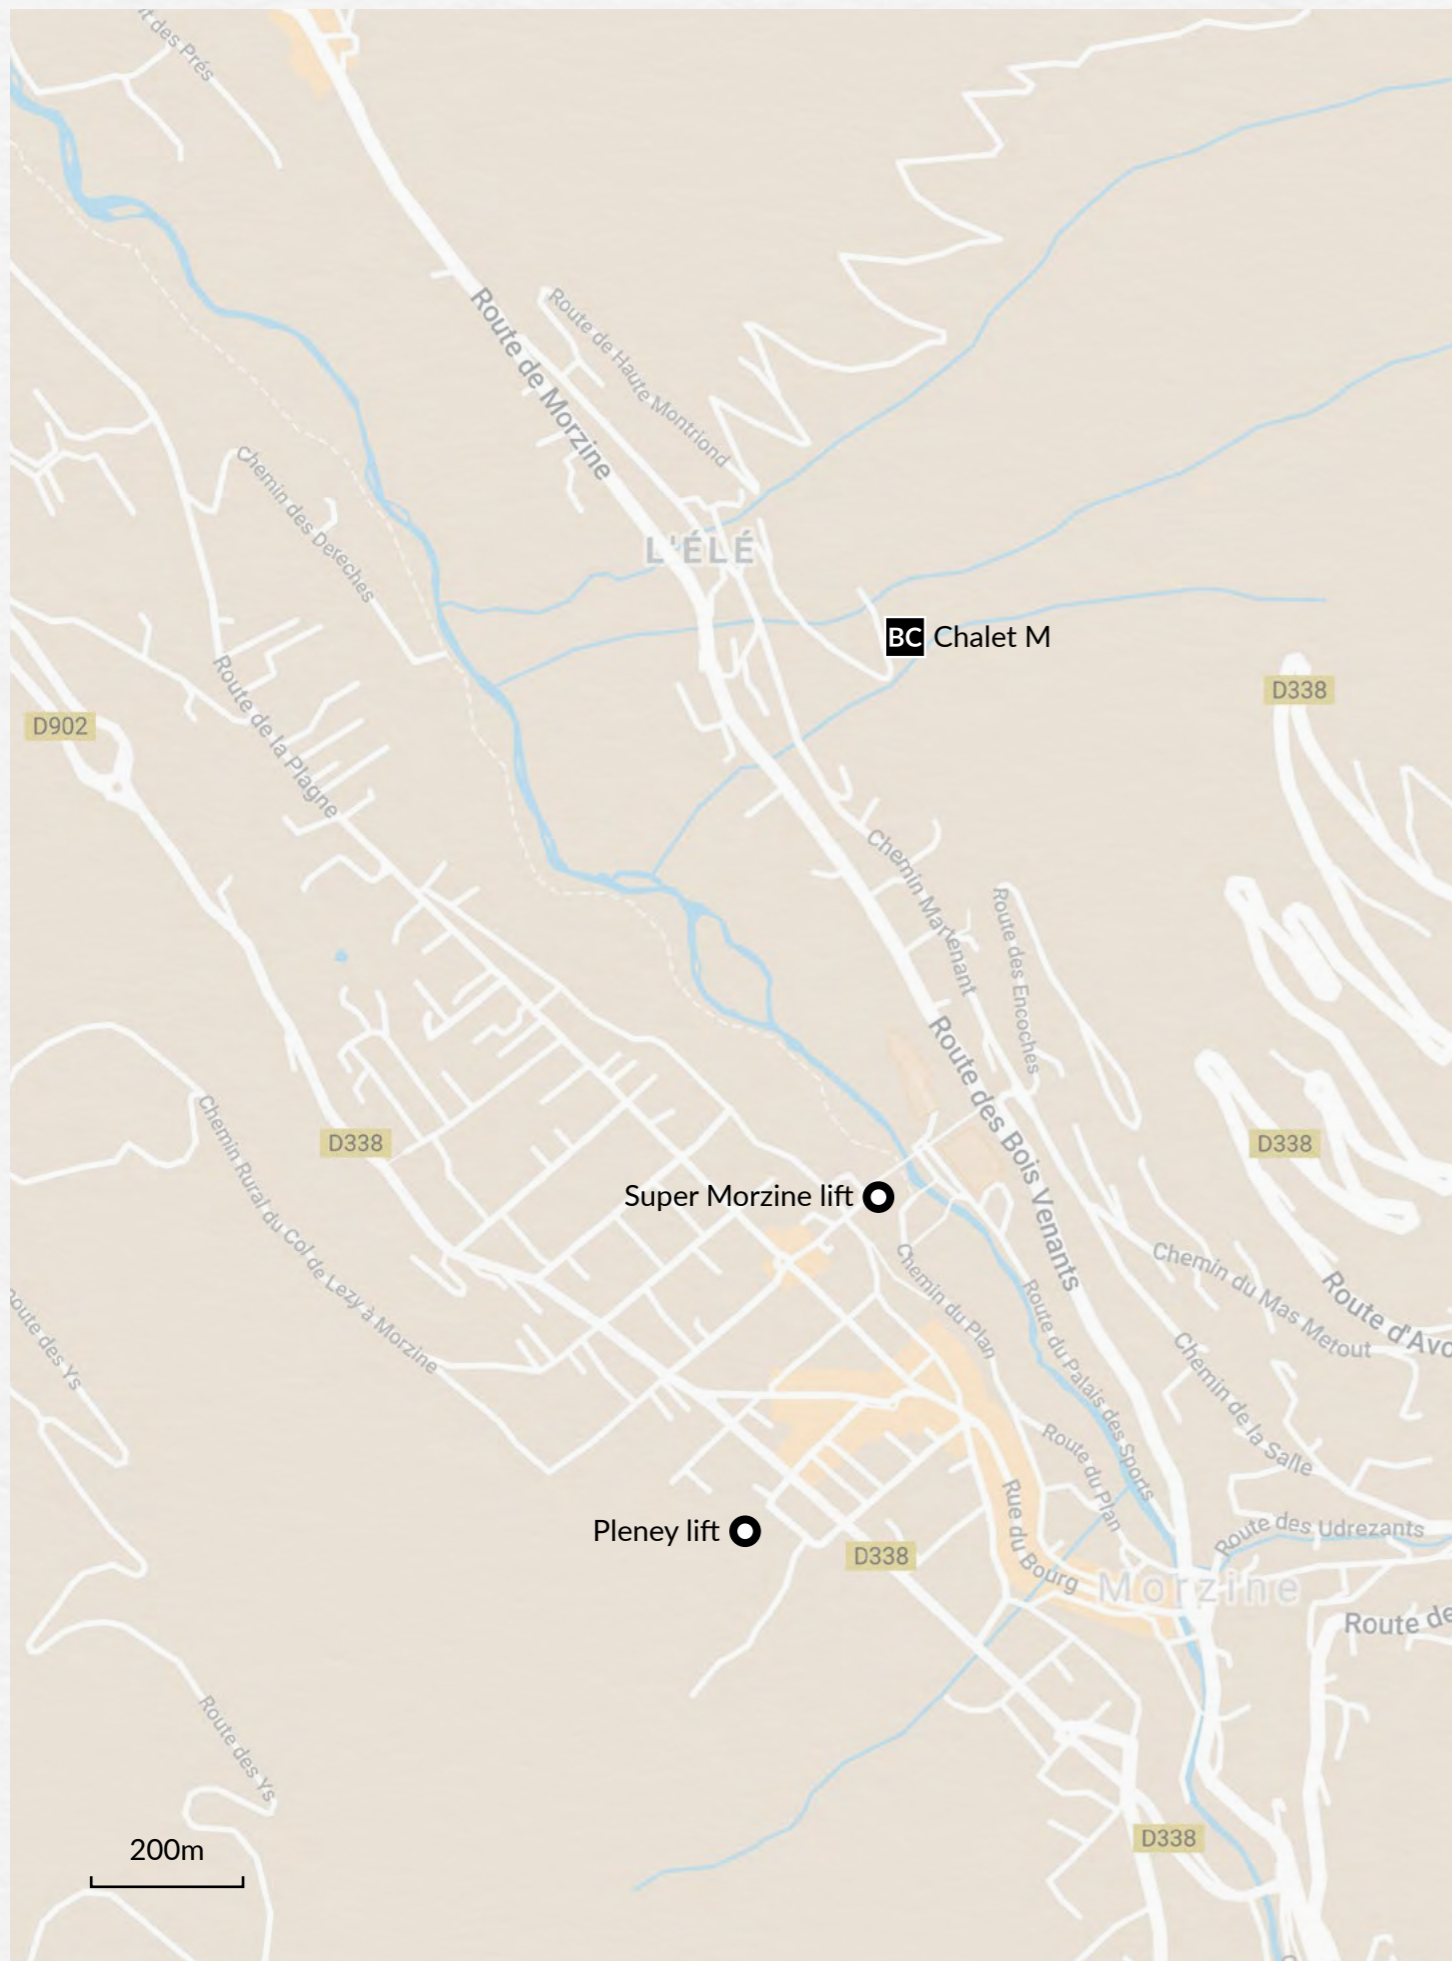 t des Prés
Route de Morzine
Route de Haute Montriond
Chemin des Dereches
L'ÉLÉ
BC Chalet M
Route de la Plagne
D338
D902
Chemin Martenant
Route des Encoches
Route des Bois Venants
D338
D338
Chemin Rural du Col de Lezy à Morzine
Super Morzine lift
Chemin du Plan
Route du Palais des Sports
Chemin du Mas Metout
Route d'Avo
oute des Ys
Chemin de la Salle
Route du Plan
Rue du Bourg
Pleney lift
D338
Route des Udrezants
Morzine
Route de
Route des Ys
200m
D338